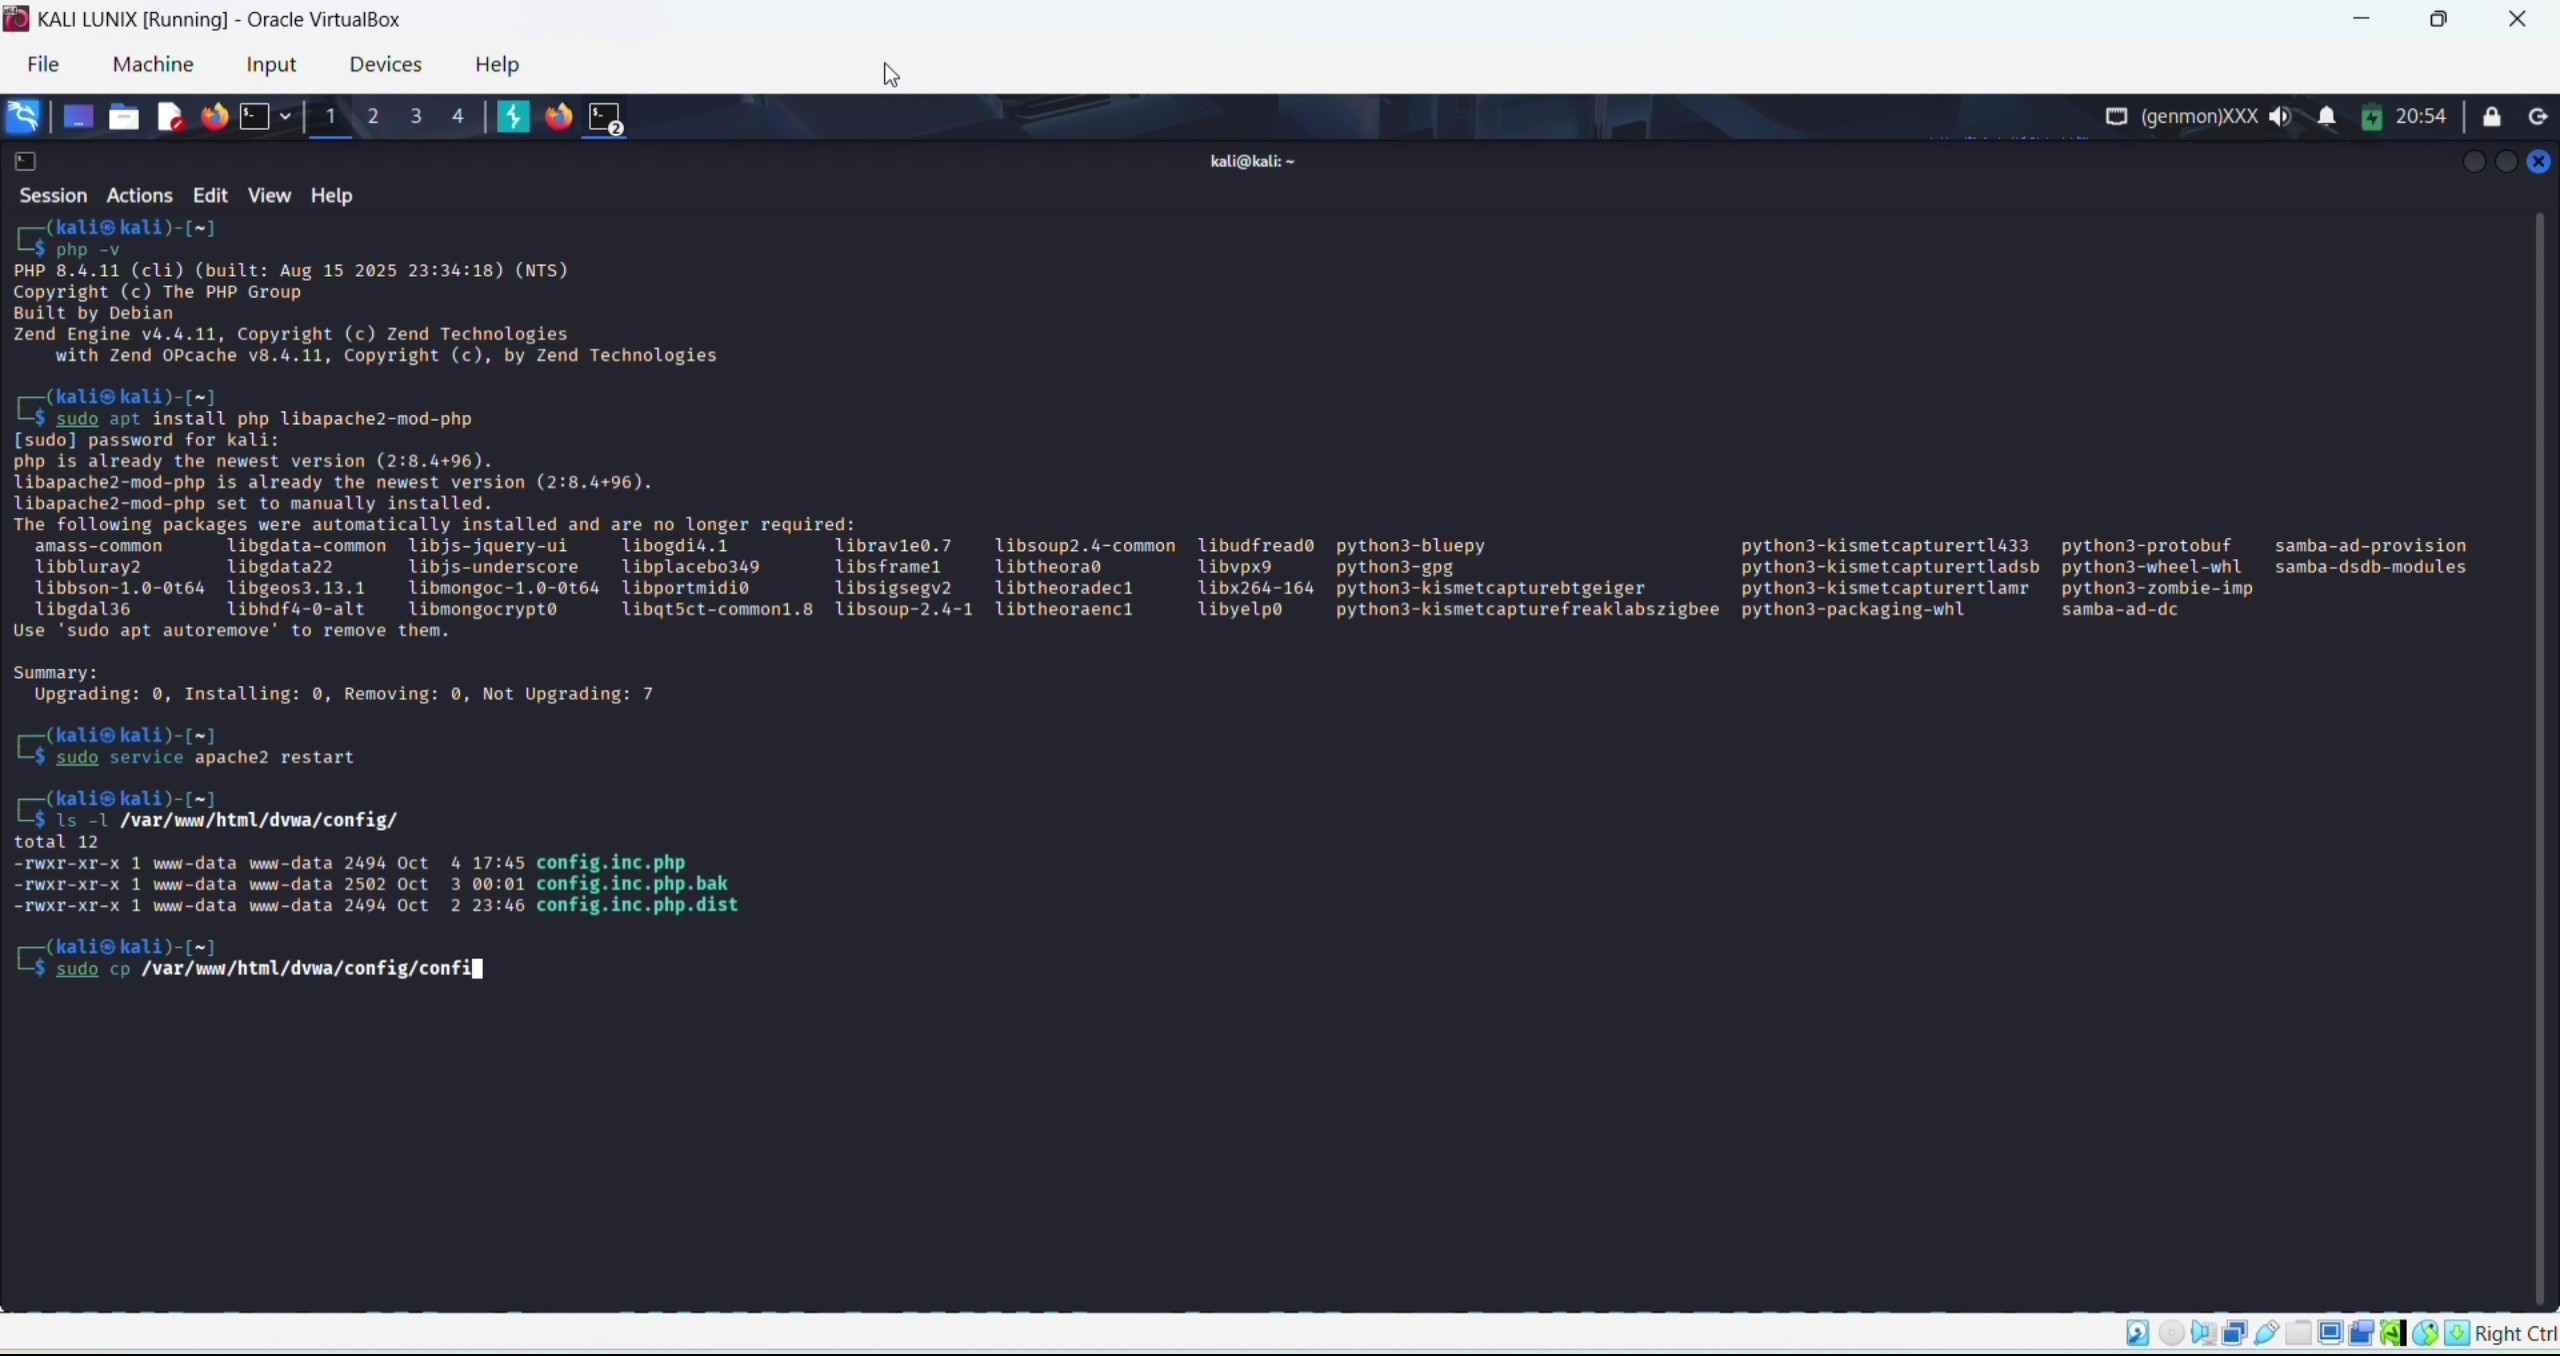 KALI LUNIX [Running] - Oracle VirtualBox
File Machine Input Devices Help
1 2 3 4 2 (genmon)XXX 20:54
kali@kali: ~
Session Actions Edit View Help
┌──(kali㉿kali)-[~]
└─$ php -v
PHP 8.4.11 (cli) (built: Aug 15 2025 23:34:18) (NTS)
Copyright (c) The PHP Group
Built by Debian
Zend Engine v4.4.11, Copyright (c) Zend Technologies
    with Zend OPcache v8.4.11, Copyright (c), by Zend Technologies
┌──(kali㉿kali)-[~]
└─$ sudo apt install php libapache2-mod-php
[sudo] password for kali:
php is already the newest version (2:8.4+96).
libapache2-mod-php is already the newest version (2:8.4+96).
libapache2-mod-php set to manually installed.
The following packages were automatically installed and are no longer required:
  amass-common libgdata-common libjs-jquery-ui libogdi4.1 librav1e0.7 libsoup2.4-common libudfread0 python3-bluepy python3-kismetcapturertl433 python3-protobuf samba-ad-provision
  libbluray2 libgdata22 libjs-underscore libplacebo349 libsframe1 libtheora0 libvpx9 python3-gpg python3-kismetcapturertladsb python3-wheel-whl samba-dsdb-modules
  libbson-1.0-0t64 libgeos3.13.1 libmongoc-1.0-0t64 libportmidi0 libsigsegv2 libtheoradec1 libx264-164 python3-kismetcapturebtgeiger python3-kismetcapturertlamr python3-zombie-imp
  libgdal36 libhdf4-0-alt libmongocrypt0 libqt5ct-common1.8 libsoup-2.4-1 libtheoraenc1 libyelp0 python3-kismetcapturefreaklabszigbee python3-packaging-whl samba-ad-dc
Use 'sudo apt autoremove' to remove them.
Summary:
  Upgrading: 0, Installing: 0, Removing: 0, Not Upgrading: 7
┌──(kali㉿kali)-[~]
└─$ sudo service apache2 restart
┌──(kali㉿kali)-[~]
└─$ ls -l /var/www/html/dvwa/config/
total 12
-rwxr-xr-x 1 www-data www-data 2494 Oct  4 17:45 config.inc.php
-rwxr-xr-x 1 www-data www-data 2502 Oct  3 00:01 config.inc.php.bak
-rwxr-xr-x 1 www-data www-data 2494 Oct  2 23:46 config.inc.php.dist
┌──(kali㉿kali)-[~]
└─$ sudo cp /var/www/html/dvwa/config/confi
Right Ctrl